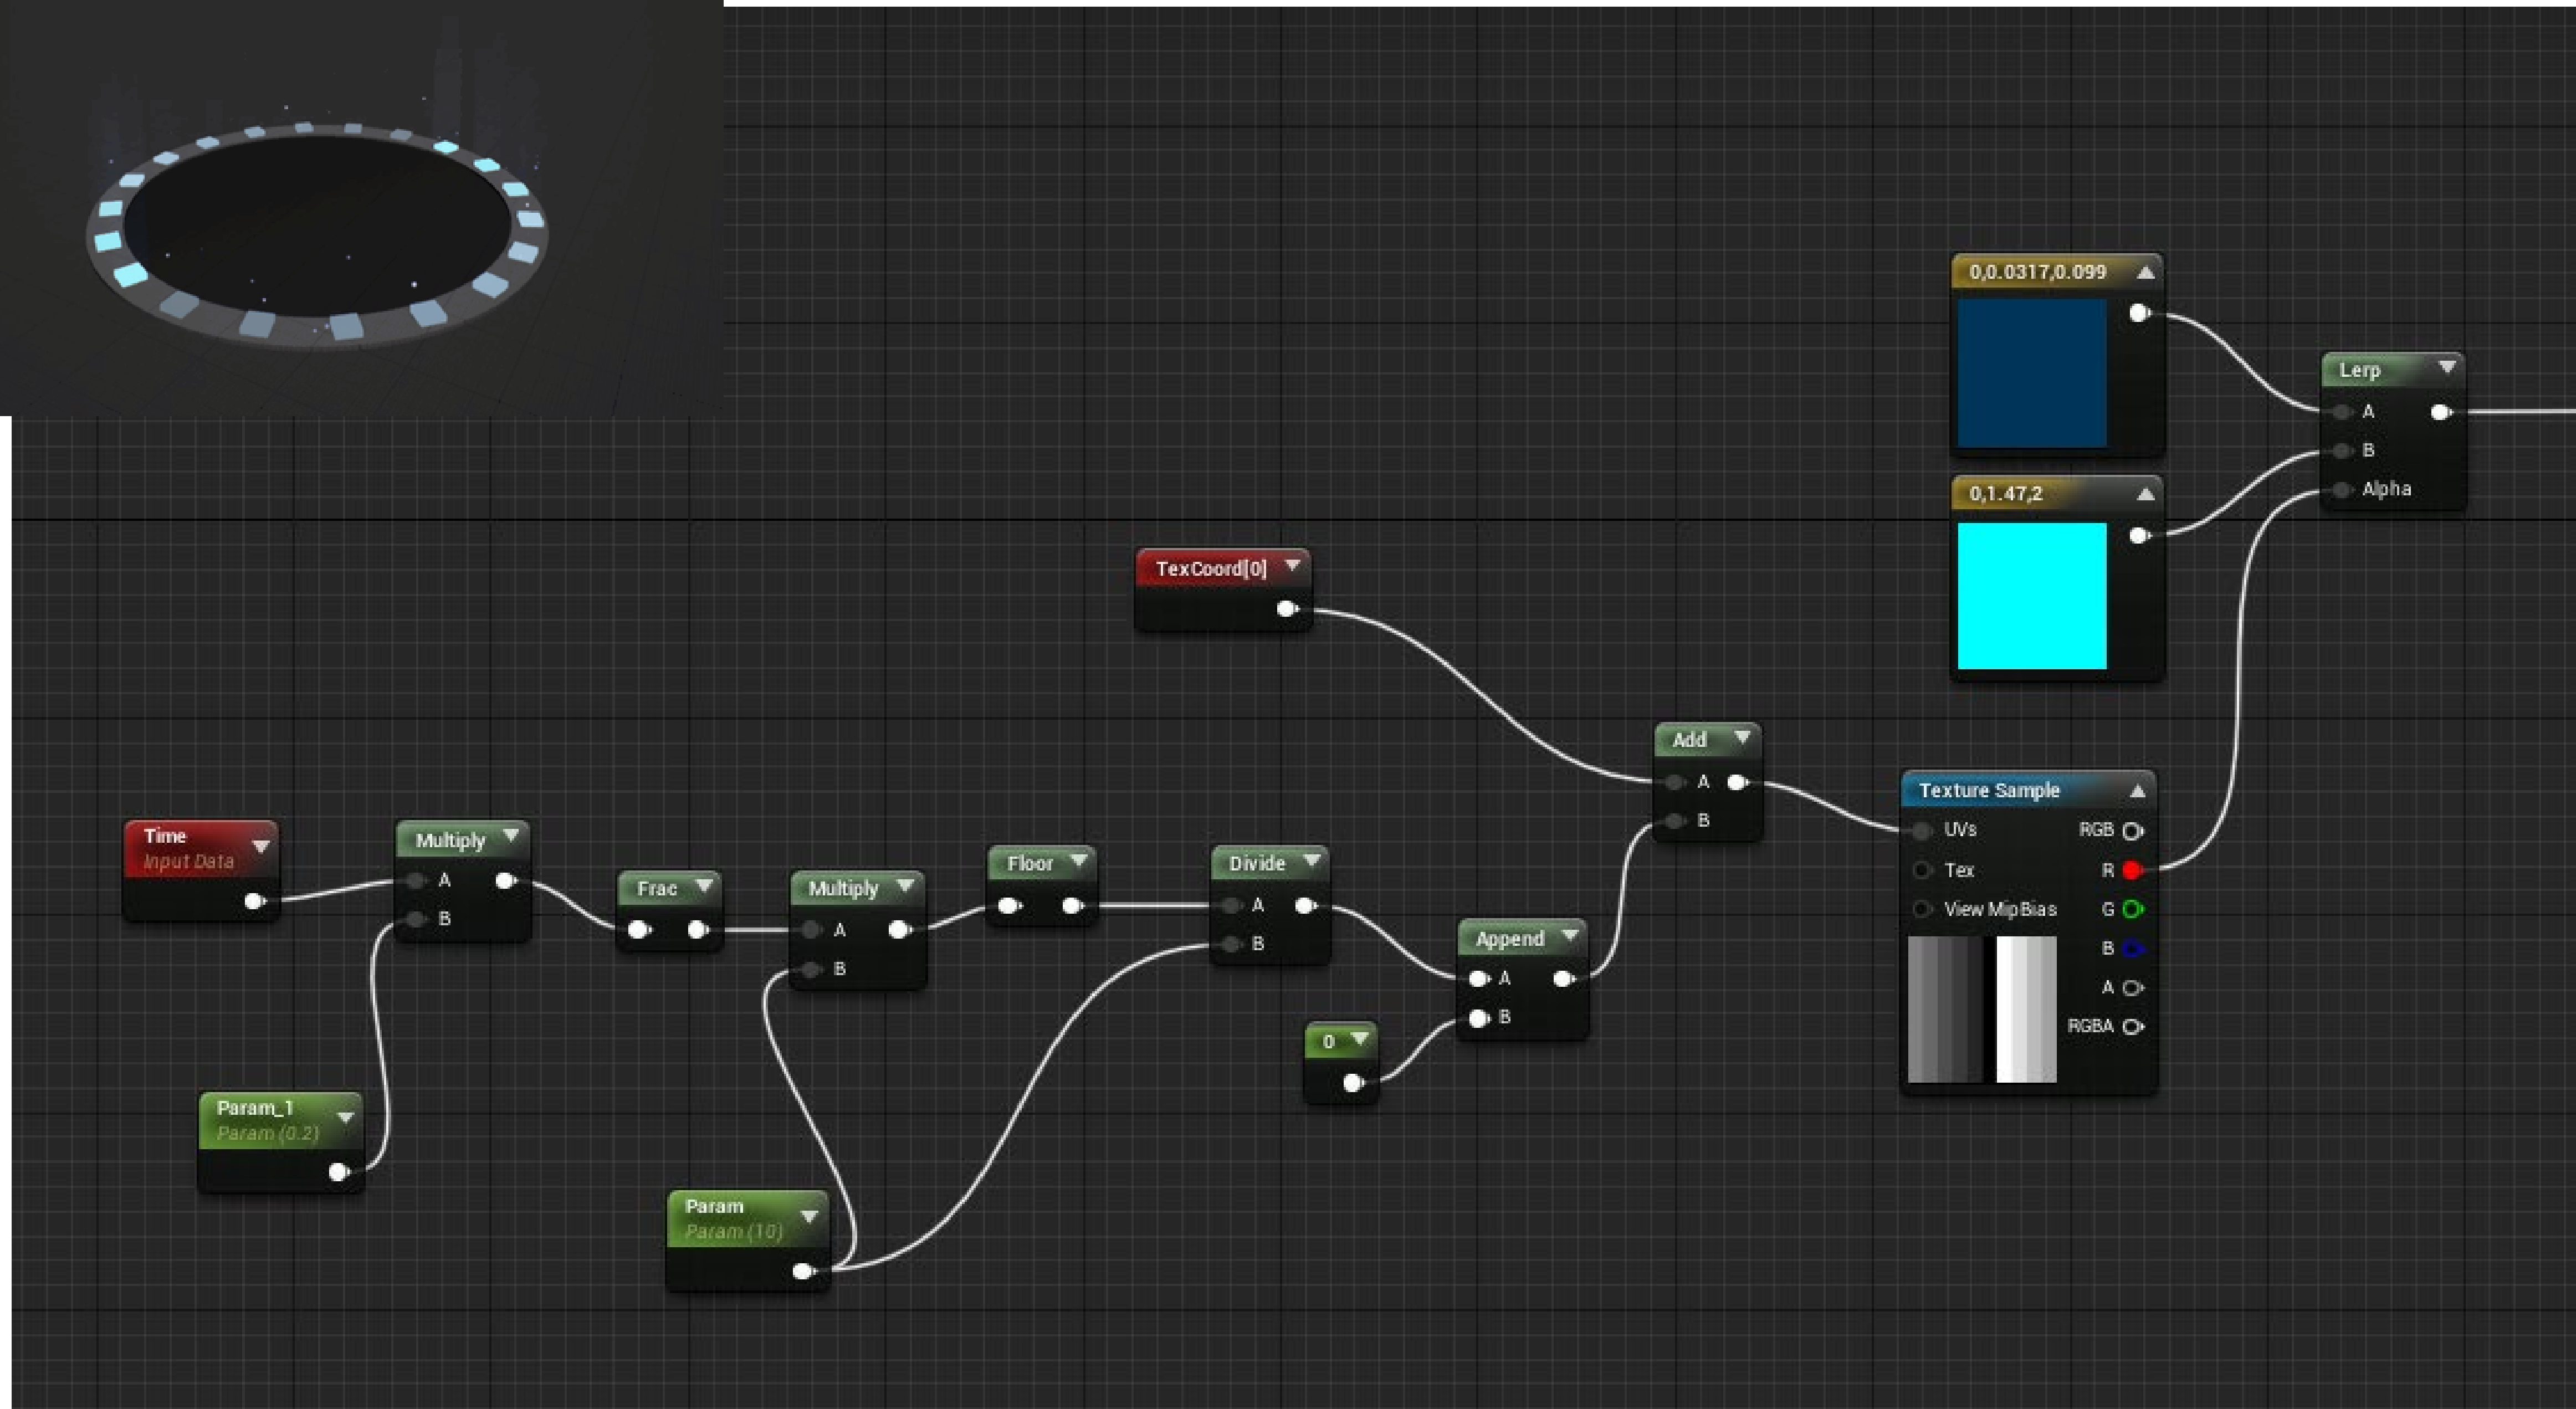 0,0.0317,0.099
Lerp
A
B
Alpha
0,1.47,2
TexCoord[0]
Add
A
B
Texture Sample
UVs
RGB
Tex
R
View MipBias
G
B
A
RGBA
Time
Input Data
Multiply
A
B
Frac
Multiply
A
B
Floor
Divide
A
B
Append
A
B
0
Param_1
Param (0.2)
Param
Param (10)